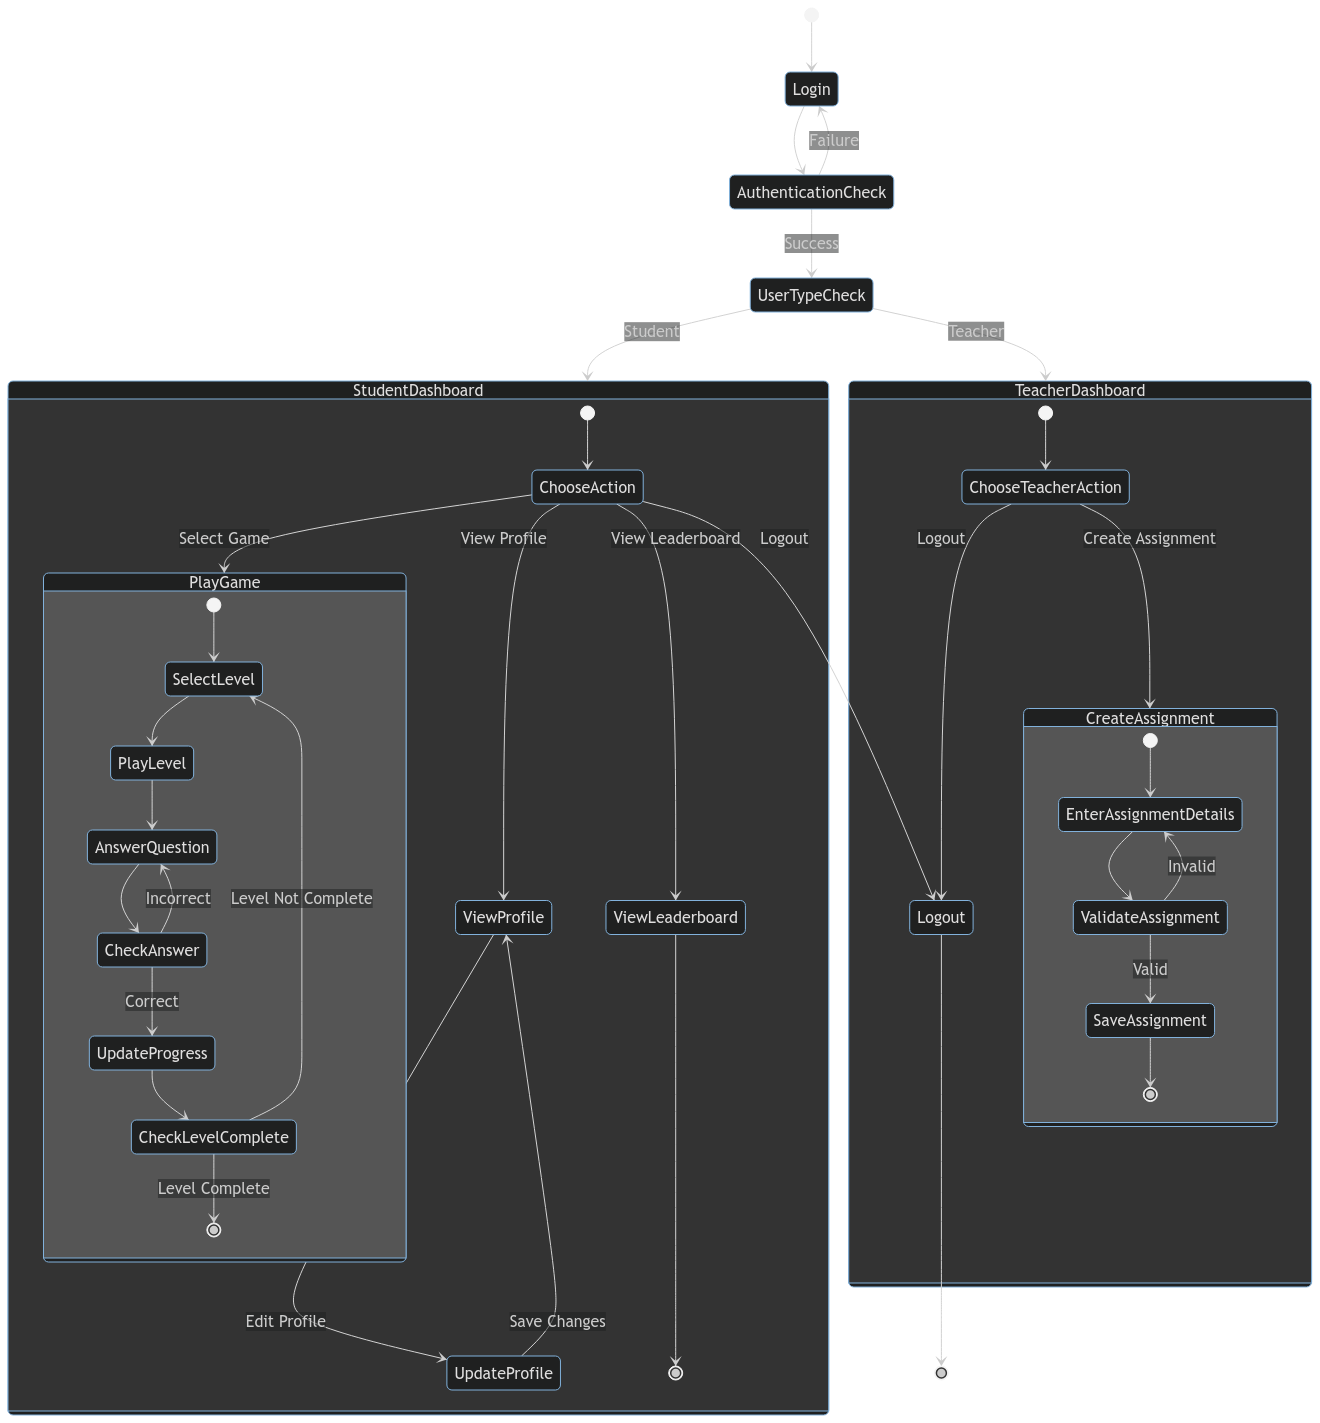 Login
Failure
AuthenticationCheck
Success
UserTypeCheck
Student
Teacher
StudentDashboard
TeacherDashboard
ChooseAction
ChooseTeacherAction
Select Game
View Profile
View Leaderboard
Logout
Logout
Create Assignment
PlayGame
SelectLevel
PlayLevel
AnswerQuestion
Incorrect
Level Not Complete
CheckAnswer
Correct
UpdateProgress
CheckLevelComplete
Level Complete
ViewProfile
ViewLeaderboard
Logout
CreateAssignment
EnterAssignmentDetails
Invalid
ValidateAssignment
Valid
SaveAssignment
Edit Profile
Save Changes
UpdateProfile